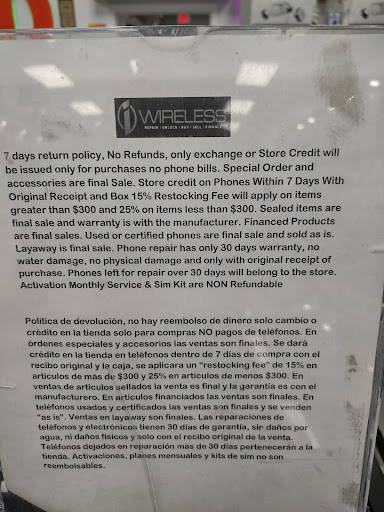 i WIRELESS
REPAIR | UNLOCK | BUY | SELL | FINANCE
7 days return policy, No Refunds, only exchange or Store Credit will
be issued only for purchases no phone bills. Special Order and
accessories are final Sale. Store credit on Phones Within 7 Days With
Original Receipt and Box 15% Restocking Fee will apply on items
greater than $300 and 25% on items less than $300. Sealed items are
final sale and warranty is with the manufacturer. Financed Products
are final sales. Used or certified phones are final sale and sold as is.
Layaway is final sale. Phone repair has only 30 days warranty, no
water damage, no physical damage and only with original receipt of
purchase. Phones left for repair over 30 days will belong to the store.
Activation Monthly Service & Sim Kit are NON Refundable
Politica de devolución, no hay reembolso de dinero solo cambio o
crédito en la tienda solo para compras NO pagos de teléfonos. En
órdenes especiales y accesorios las ventas son finales. Se dará
crédito en la tienda en teléfonos dentro de 7 días de compra con el
recibo original y la caja, se aplicara un "restocking fee" de 15% en
artículos de más de $300 y 25% en artículos de menos de $300. En
ventas de artículos sellados la venta es final y la garantía es con el
manufacturero. En artículos financiados las ventas son finales. En
teléfonos usados y certificados las ventas son finales y se venden
"as is". Ventas en layaway son finales. Las reparaciones de
teléfonos y electrónicos tienen 30 días de garantía, sin daños por
agua, ni daños físicos y solo con el recibo original de la venta.
Teléfonos dejados en reparación más de 30 días pertenecerán a la
tienda. Activaciones, planes mensuales y kits de sim no son
reembolsables.